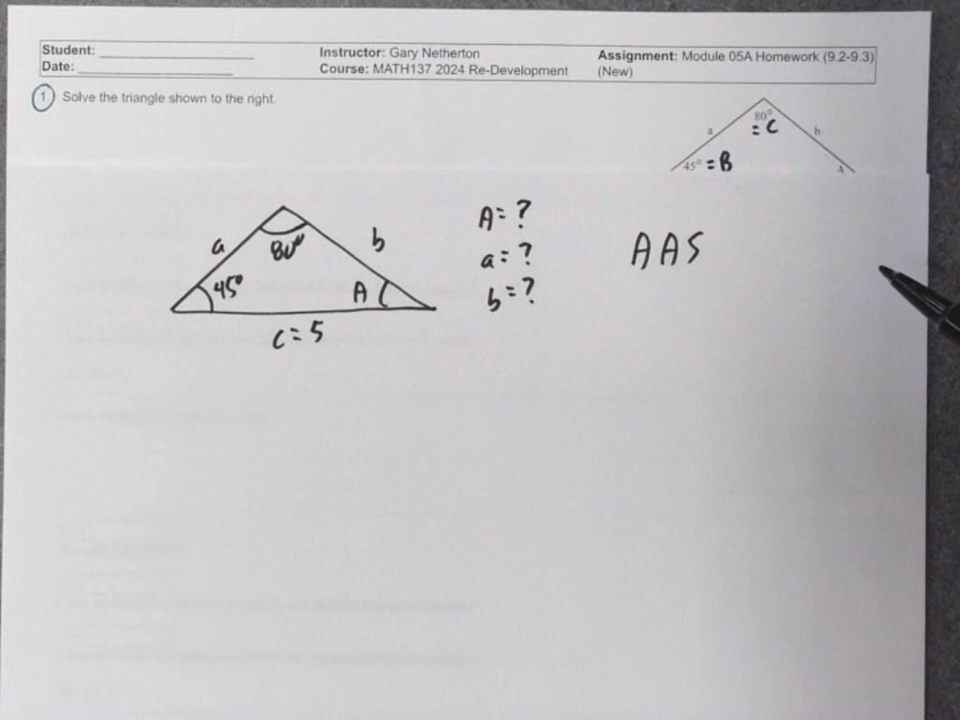 Student:
Date:
Instructor: Gary Netherton
Course: MATH137 2024 Re-Development
Assignment: Module 05A Homework (9.2-9.3)
(New)
1. Solve the triangle shown to the right.
80°
= C
a
b
45° = B
A
a
80°
b
45°
A
c = 5
A = ?
a = ?
b = ?
AAS